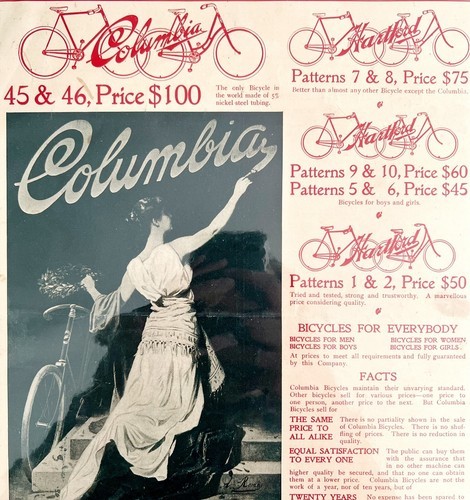 Columbia
45 & 46, Price $100
The only Bicycle in
the world made of 5%
nickel steel tubing.
Columbia
Hartford
Patterns 7 & 8, Price $75
Better than almost any other Bicycle except the Columbia.
Hartford
Patterns 9 & 10, Price $60
Patterns 5 & 6, Price $45
Bicycles for boys and girls.
Hartford
Patterns 1 & 2, Price $50
Tried and tested, strong and trustworthy. A marvellous
price considering quality.
BICYCLES FOR EVERYBODY
BICYCLES FOR MEN BICYCLES FOR WOMEN
BICYCLES FOR BOYS BICYCLES FOR GIRLS.
At prices to meet all requirements and fully guaranteed
by this Company.
FACTS
Columbia Bicycles maintain their unvarying standard.
Other bicycles sell for various prices—one price to
one person, another price to the next. But Columbia
Bicycles sell for
THE SAME There is no partiality shown in the sale
PRICE TO of Columbia Bicycles. There is no shuf-
ALL ALIKE fling of prices. There is no reduction in
quality.
EQUAL SATISFACTION The public can buy them
TO EVERY ONE with the assurance that
in no other machine can
higher quality be secured, and that no one can obtain
them at a lower price. Columbia Bicycles are not the
work of a year, nor of ten years, but of
TWENTY YEARS No expense has been spared to